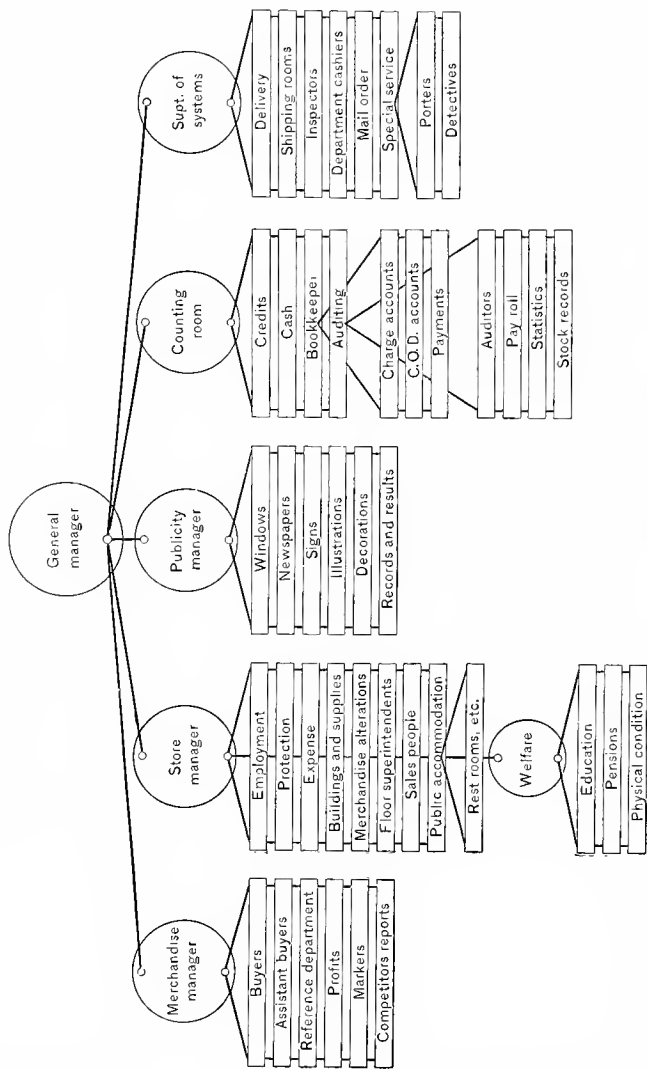 General
manager
Merchandise
manager
Buyers
Assistant buyers
Reference department
Profits
Markers
Competitors reports
Store
manager
Employment
Protection
Expense
Buildings and supplies
Merchandise alterations
Floor superintendents
Sales people
Public accommodation
Rest rooms, etc.
Welfare
Education
Pensions
Physical condition
Publicity
manager
Windows
Newspapers
Signs
Illustrations
Decorations
Records and results
Counting
room
Credits
Cash
Bookkeeper
Auditing
Charge accounts
C.O.D. accounts
Payments
Auditors
Pay roll
Statistics
Stock records
Supt. of
systems
Delivery
Shipping rooms
Inspectors
Department cashiers
Mail order
Special service
Porters
Detectives